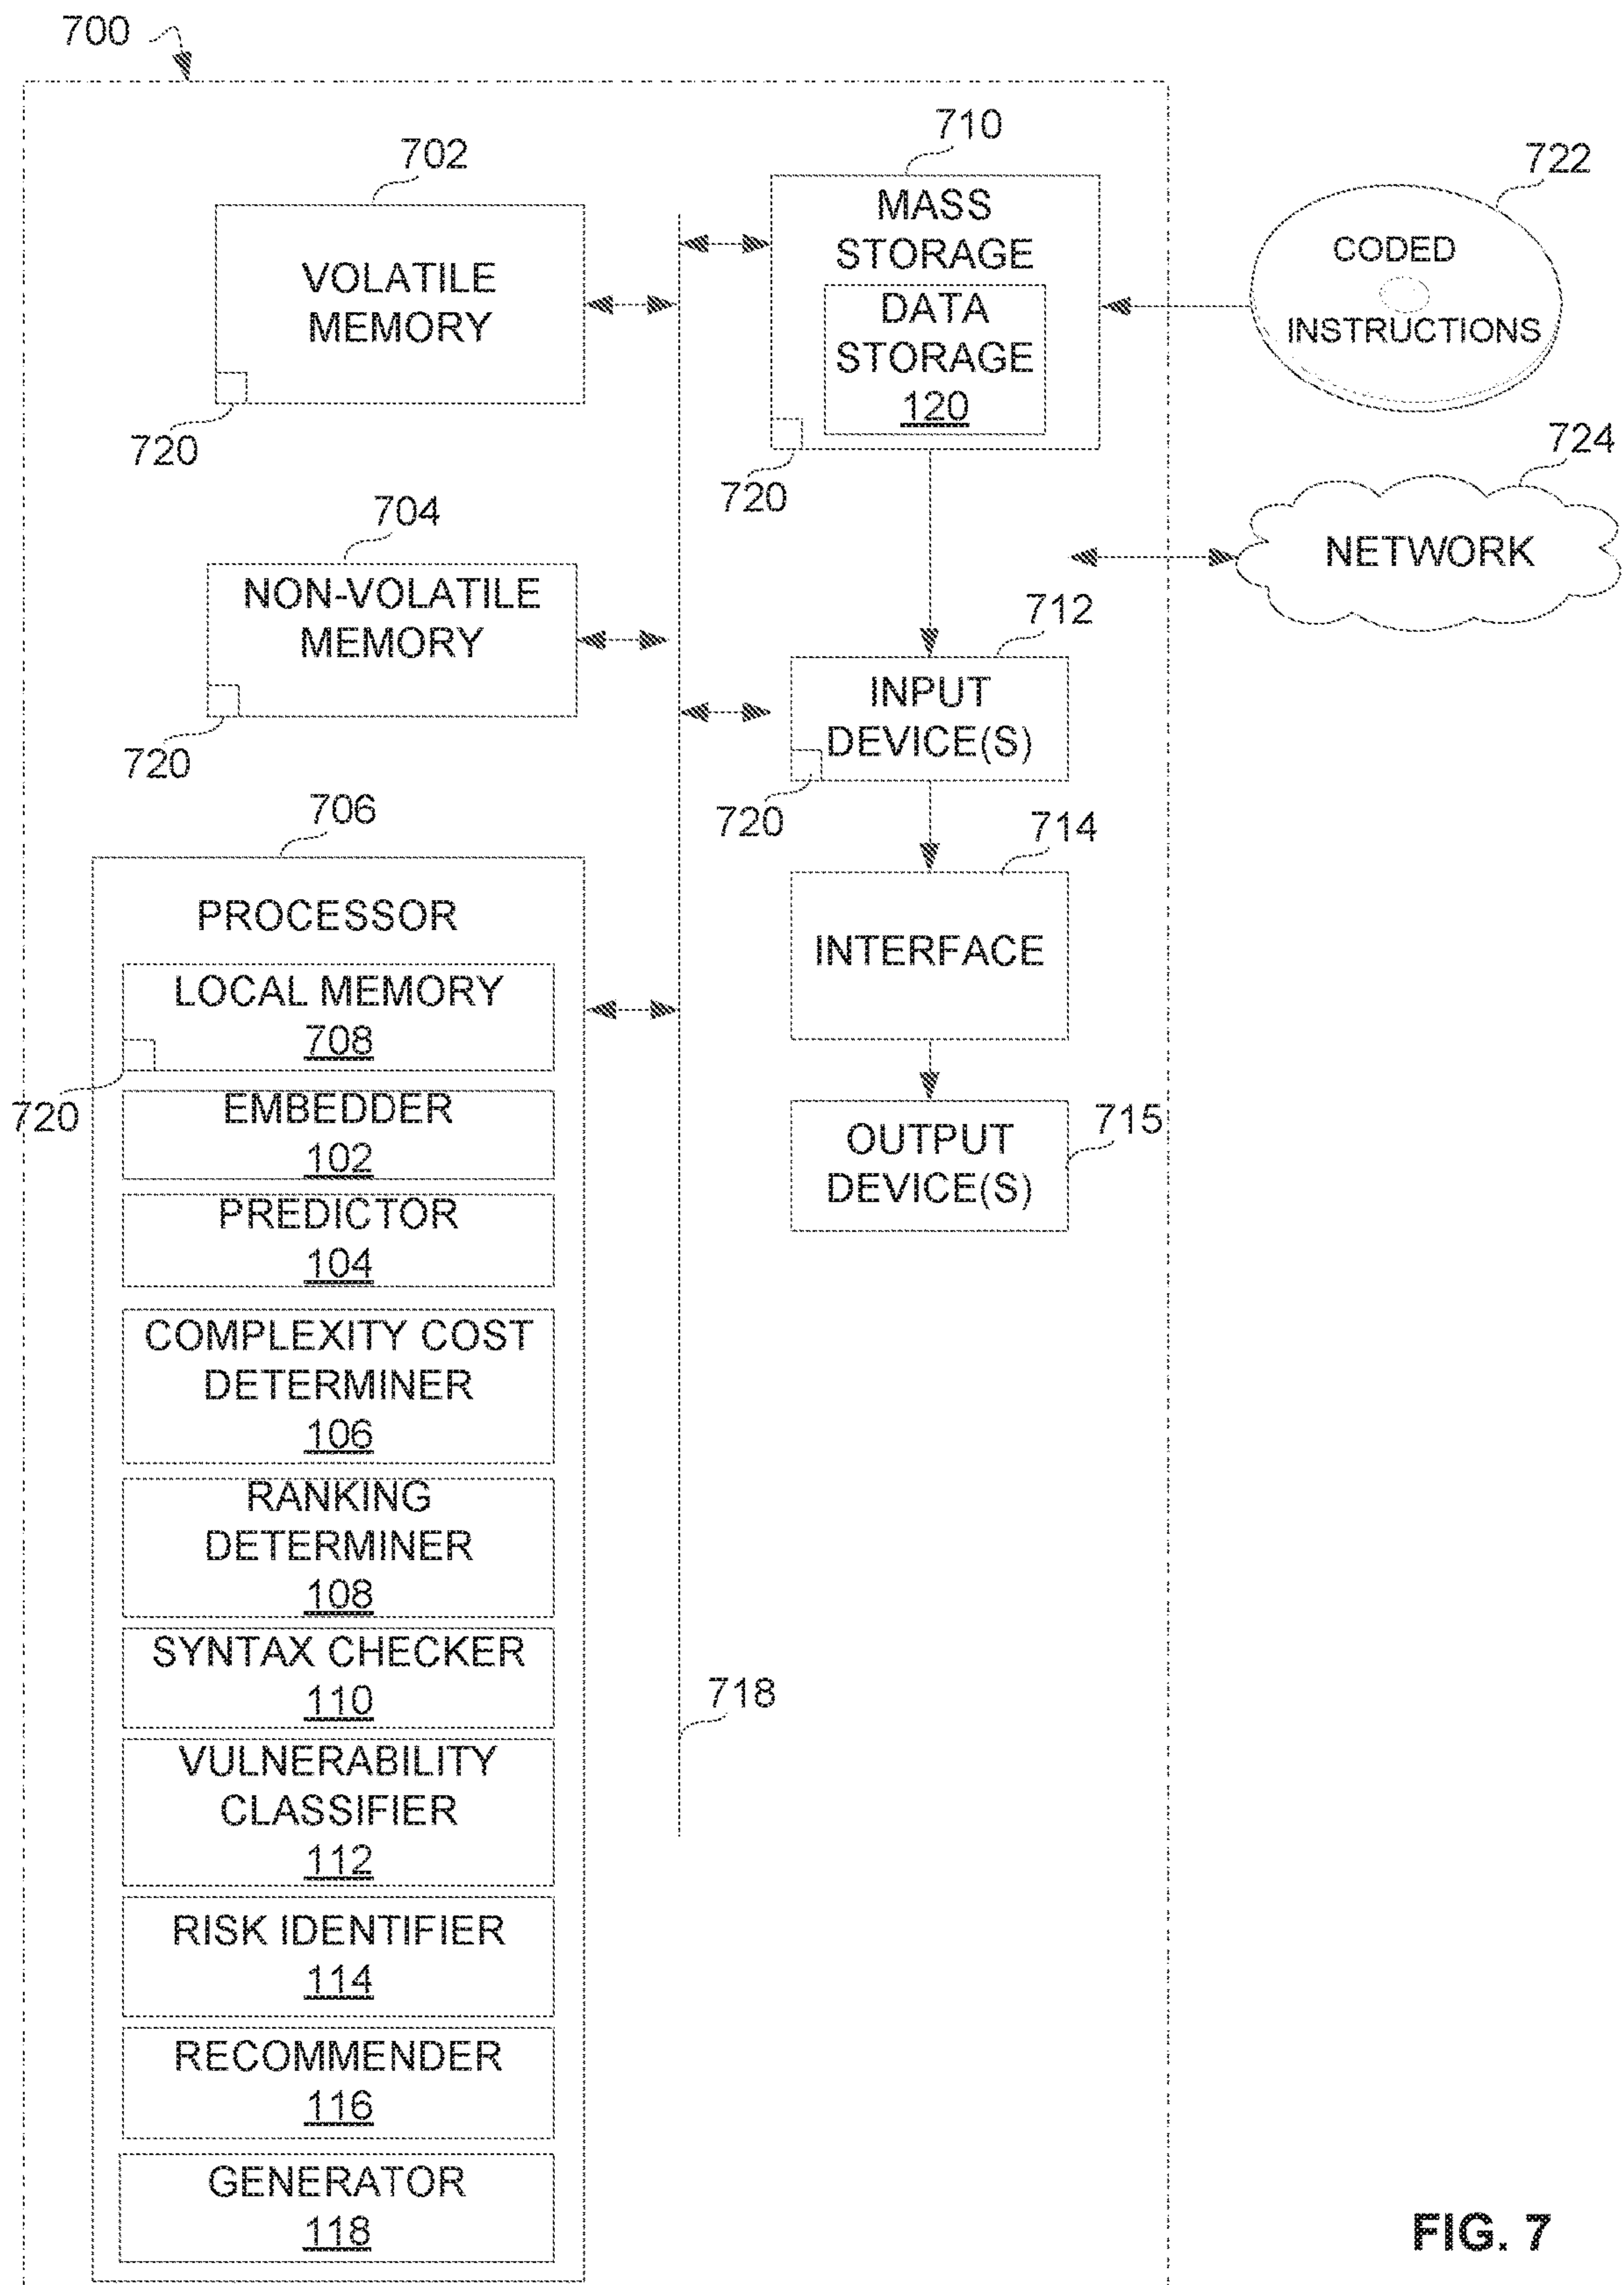 700
702
VOLATILE
MEMORY
720
704
NON-VOLATILE
MEMORY
720
706
PROCESSOR
LOCAL MEMORY
708
720
EMBEDDER
102
PREDICTOR
104
COMPLEXITY COST
DETERMINER
106
RANKING
DETERMINER
108
SYNTAX CHECKER
110
VULNERABILITY
CLASSIFIER
112
RISK IDENTIFIER
114
RECOMMENDER
116
GENERATOR
118
718
710
MASS
STORAGE
DATA
STORAGE
120
720
712
INPUT
DEVICE(S)
720
714
INTERFACE
715
OUTPUT
DEVICE(S)
722
CODED
INSTRUCTIONS
724
NETWORK
FIG. 7